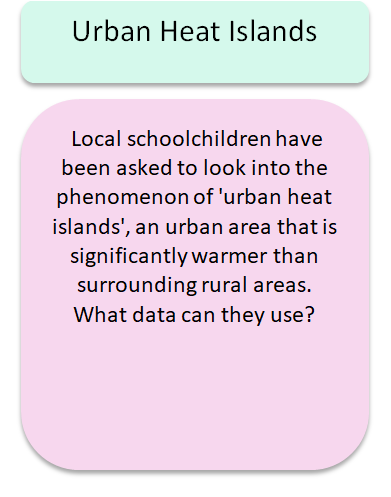 Urban Heat Islands
Local schoolchildren have
been asked to look into the
phenomenon of 'urban heat
islands', an urban area that is
significantly warmer than
surrounding rural areas.
What data can they use?